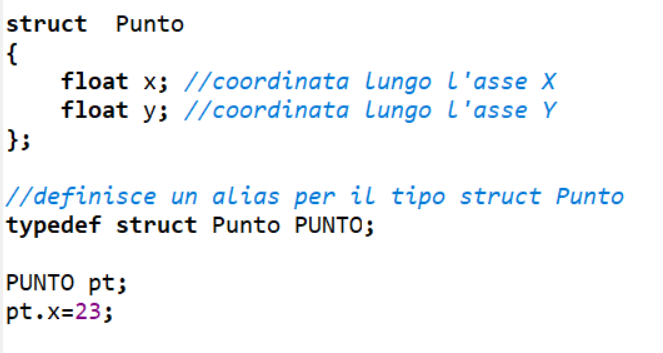 struct  Punto
{
    float x; //coordinata lungo l'asse X
    float y; //coordinata lungo l'asse Y
};

//definisce un alias per il tipo struct Punto
typedef struct Punto PUNTO;

PUNTO pt;
pt.x=23;